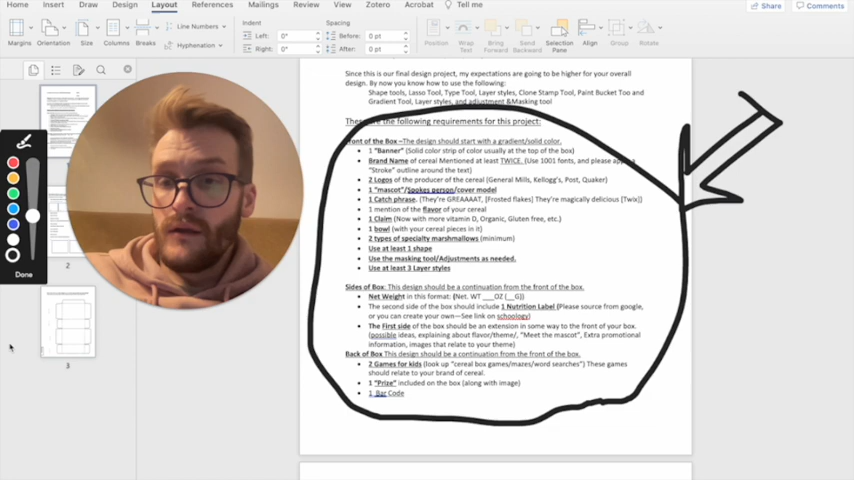 Home Insert Draw Design Layout References Mailings Review View Zotero Acrobat Tell me
Share Comments
Margins Orientation Size Columns Breaks
Line Numbers
Hyphenation
Indent
Left: 0"
Right: 0"
Spacing
Before: 0 pt
After: 0 pt
Position Wrap Text Bring Forward Send Backward Selection Pane Align Group Rotate
Done
2
3
Since this is our final design project, my expectations are going to be higher for your overall
design. By now you know how to use the following:
Shape tools, Lasso Tool, Type Tool, Layer styles, Clone Stamp Tool, Paint Bucket Too and
Gradient Tool, Layer styles, and adjustment &Masking tool
the following requirements for this project:
Front of the Box –The design should start with a gradient/solid color.
1 "Banner" (Solid color strip of color usually at the top of the box)
Brand Name of cereal Mentioned at least TWICE. (Use 1001 fonts, and please a
"Stroke" outline around the text)
2 Logos of the producer of the cereal (General Mills, Kellogg's, Post, Quaker)
1 "mascot"/Spokes person/cover model
1 Catch phrase. (They're GREAAAAT, [Frosted flakes] They're magically delicious [Twix])
1 mention of the flavor of your cereal
1 Claim (Now with more vitamin D, Organic, Gluten free, etc.)
1 bowl (with your cereal pieces in it)
2 types of specialty marshmallows (minimum)
Use at least 1 shape
Use the masking tool/Adjustments as needed.
Use at least 3 Layer styles
Sides of Box: This design should be a continuation from the front of the box.
Net Weight in this format: (Net. WT ___OZ (__G))
The second side of the box should include 1 Nutrition Label (Please source from google,
or you can create your own—See link on schoology)
The First side of the box should be an extension in some way to the front of your box.
(possible ideas, explaining about flavor/theme/, "Meet the mascot", Extra promotional
information, images that relate to your theme)
Back of Box This design should be a continuation from the front of the box.
2 Games for kids (look up "cereal box games/mazes/word searches") These games
should relate to your brand of cereal.
1 "Prize" included on the box (along with image)
1 Bar Code